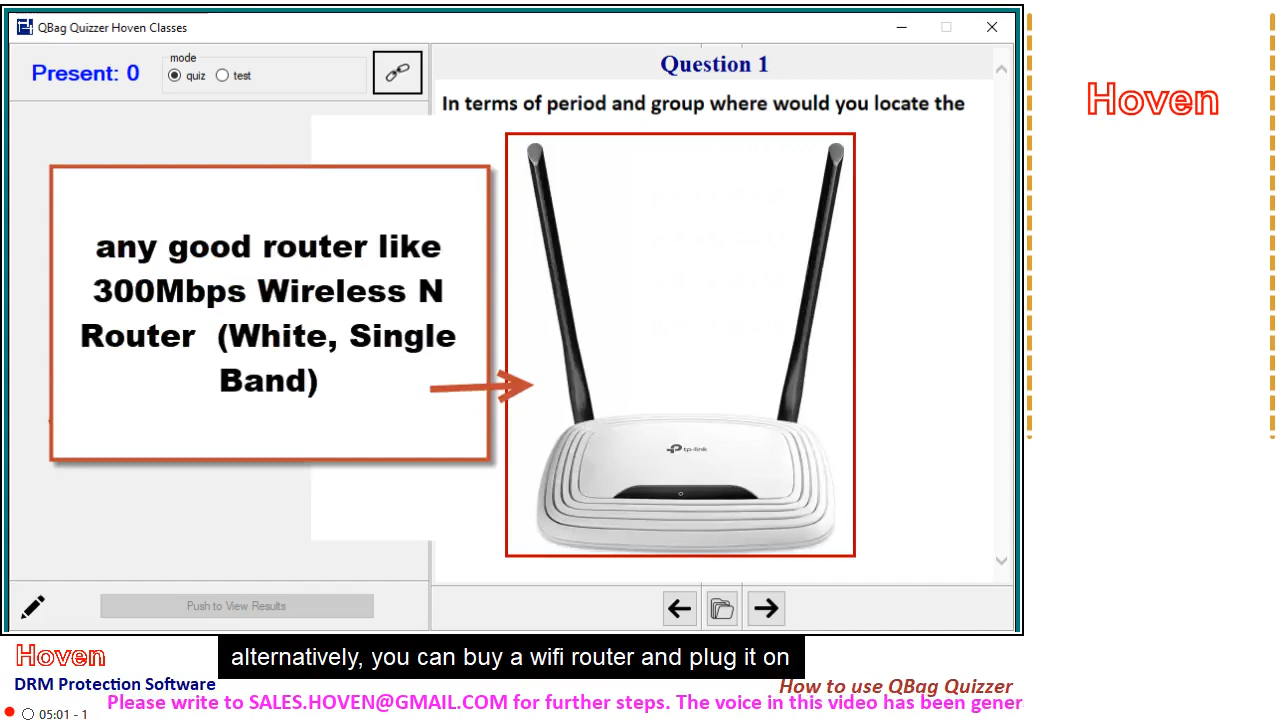 QBag Quizzer Hoven Classes
Present: 0
mode
quiz
test
Question 1
In terms of period and group where would you locate the
any good router like
300Mbps Wireless N
Router (White, Single
Band)
tp-link
Push to View Results
Hoven
Hoven
alternatively, you can buy a wifi router and plug it on
DRM Protection Software
How to use QBag Quizzer
Please write to SALES.HOVEN@GMAIL.COM for further steps. The voice in this video has been gener
05:01 - 1